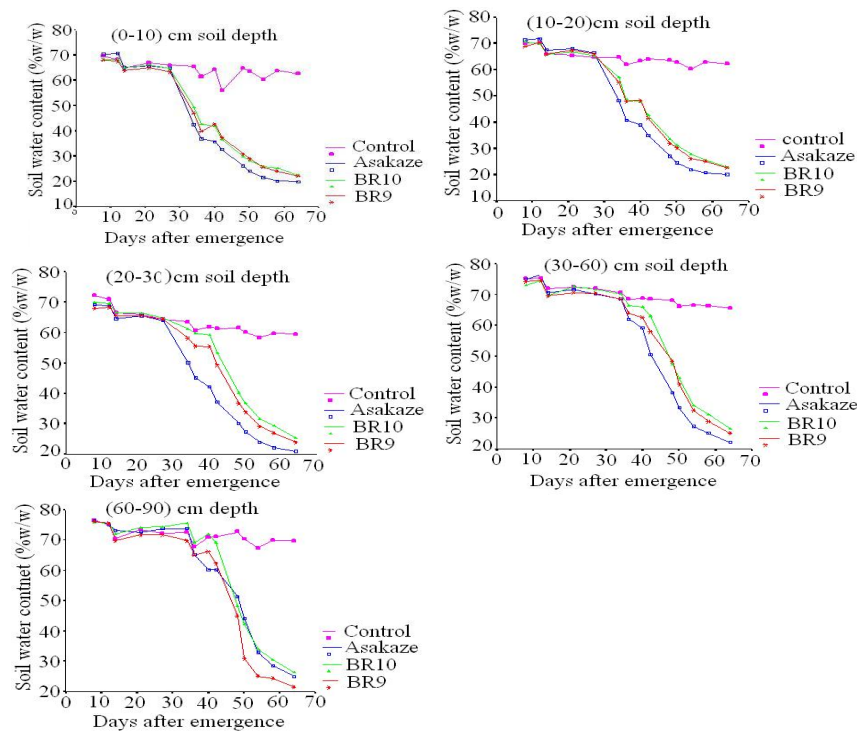 (0-10) cm soil depth
Soil water content (%w/w)
80
70
60
50
40
30
20
10
0 10 20 30 40 50 60 70
Days after emergence
Control
Asakaze
BR10
BR9
(10-20)cm soil depth
Soil water content (%w/w)
80
70
60
50
40
30
20
10
0 10 20 30 40 50 60 70
Days after emergence
control
Asakaze
BR10
BR9
(20-30)cm soil depth
Soil water content (%w/w)
80
70
60
50
40
30
20
0 10 20 30 40 50 60 70
Days after emergence
Control
Asakaze
BR10
BR9
(30-60) cm soil depth
Soil water content (%w/w)
80
70
60
50
40
30
20
0 10 20 30 40 50 60 70
Days after emergence
Control
Asakaze
BR10
BR9
(60-90) cm depth
Soil water contnet (%w/w)
80
70
60
50
40
30
20
0 10 20 30 40 50 60 70
Days after emergence
Control
Asakaze
BR10
BR9